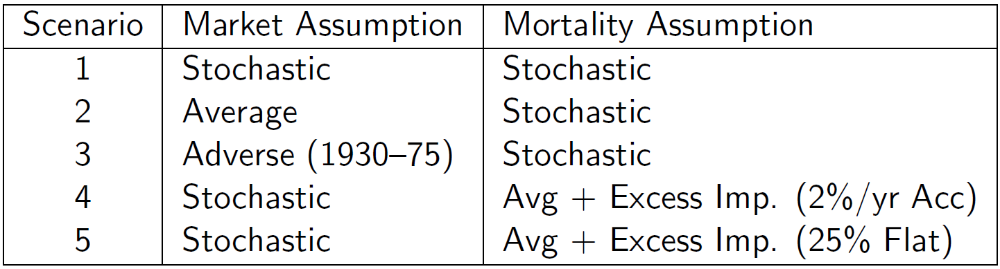 Scenario Market Assumption Mortality Assumption
1 Stochastic Stochastic
2 Average Stochastic
3 Adverse (1930–75) Stochastic
4 Stochastic Avg + Excess Imp. (2%/yr Acc)
5 Stochastic Avg + Excess Imp. (25% Flat)